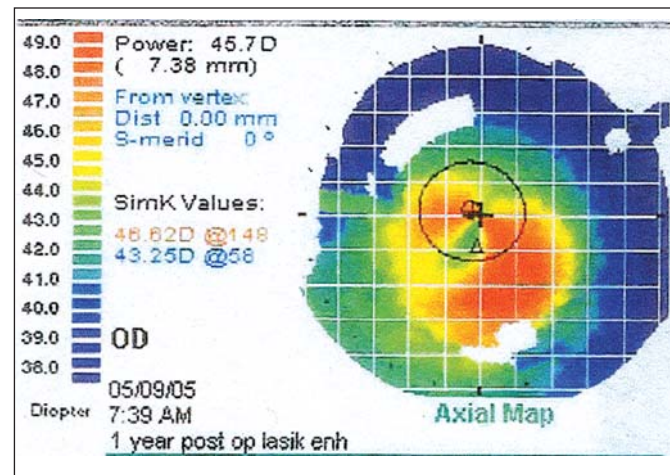 49.0
48.0
47.0
46.0
45.0
44.0
43.0
42.0
41.0
40.0
39.0
38.0
Diopter
Power: 45.7D
( 7.38 mm)
From vertex:
Dist 0.00 mm
S-merid 0 °
SimK Values:
46.62D @148
43.25D @58
OD
05/09/05
7:39 AM
1 year post op lasik enh
Axial Map